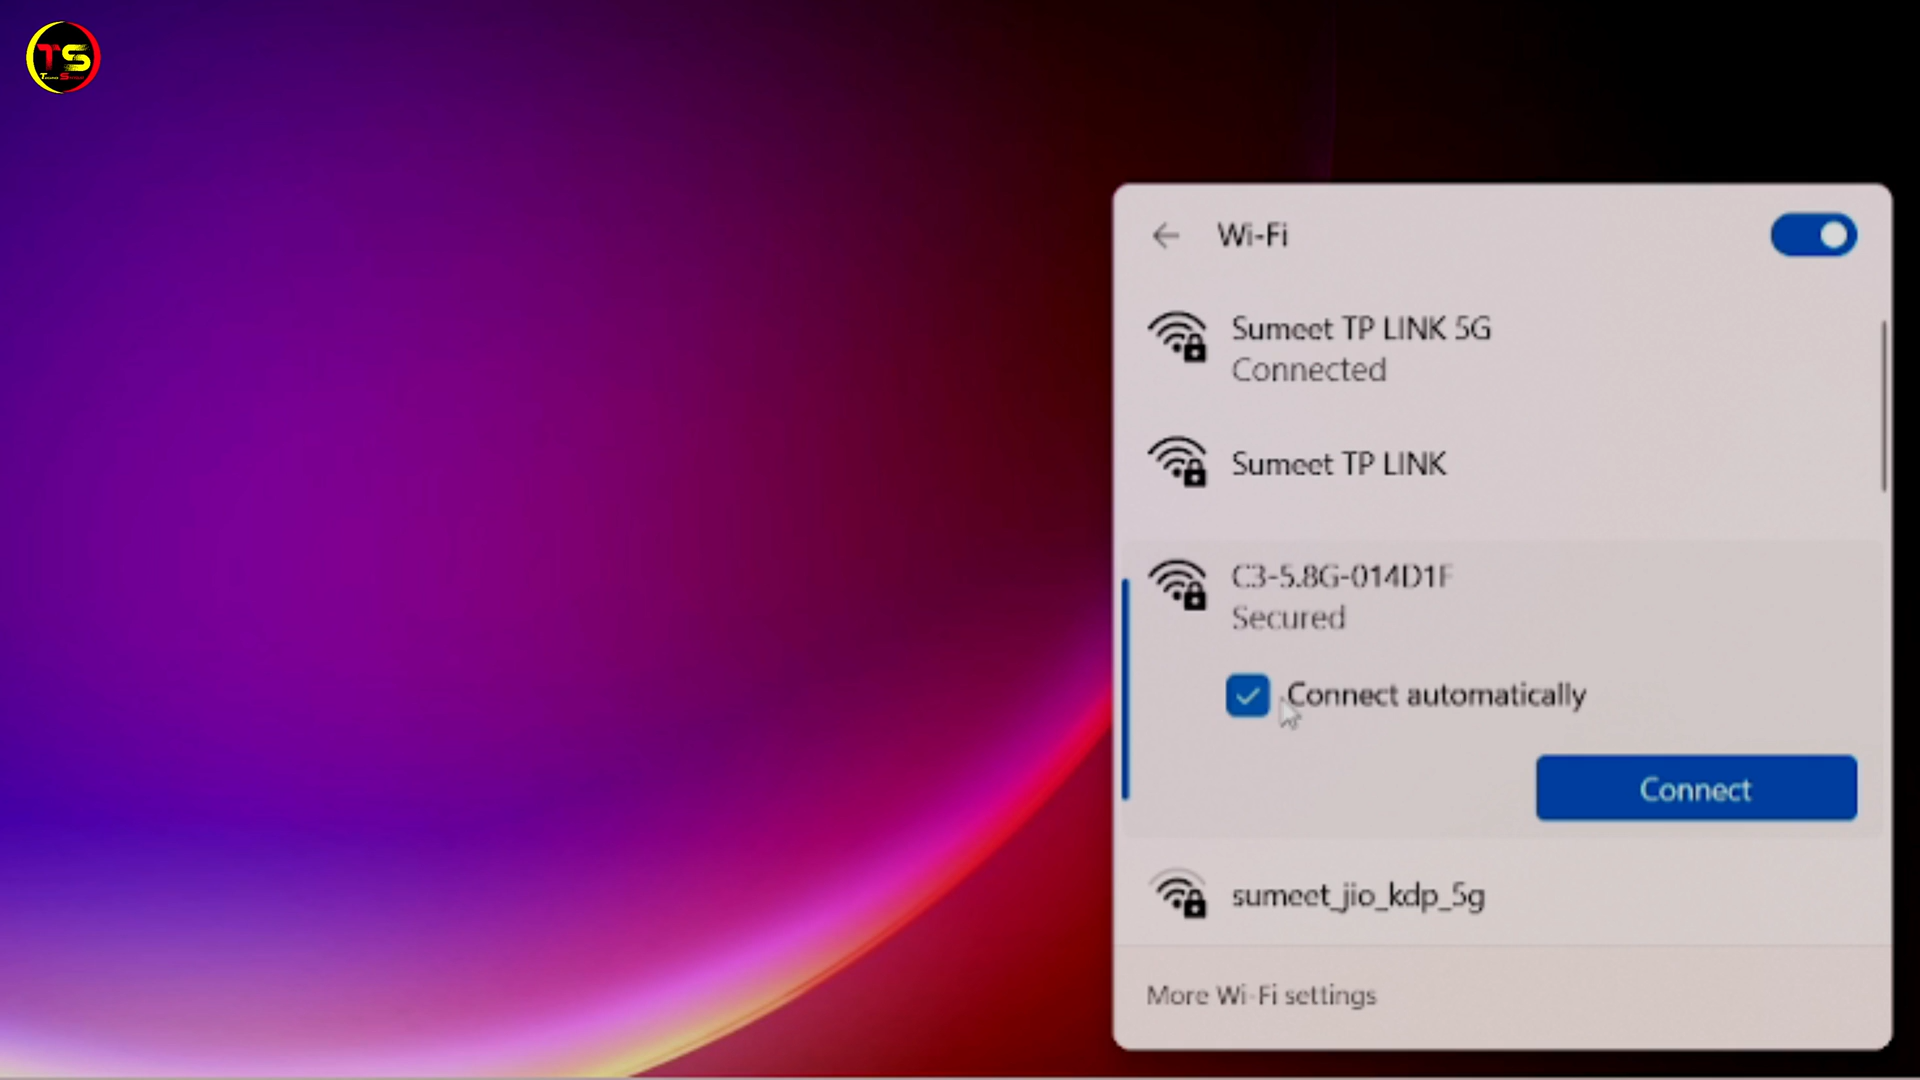 TS
Wi-Fi
Sumeet TP LINK 5G
Connected
Sumeet TP LINK
C3-5.8G-014D1F
Secured
Connect automatically
Connect
sumeet_jio_kdp_5g
More Wi-Fi settings